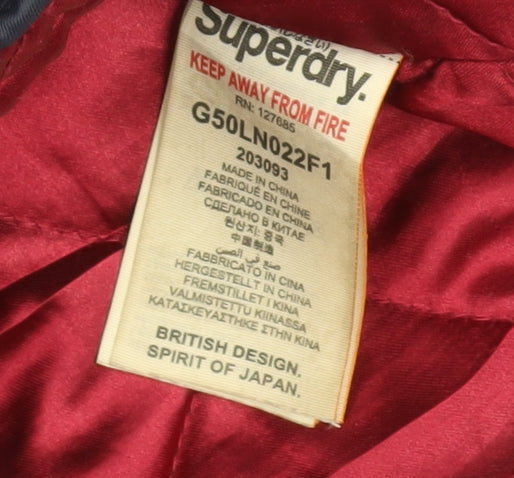 Superdry.
KEEP AWAY FROM FIRE
RN: 127685
G50LN022F1
203093
MADE IN CHINA
FABRIQUÉ EN CHINE
FABRICADO EN CHINA
СДЕЛАНО В КИТАЕ
원산지: 중국
中国製造
صنع في الصين
FABBRICATO IN CINA
HERGESTELLT IN CHINA
FREMSTILLET I KINA
VALMISTETTU KIINASSA
ΚΑΤΑΣΚΕΥΑΣΤΗΚΕ ΣΤΗΝ ΚΙΝΑ
BRITISH DESIGN.
SPIRIT OF JAPAN.